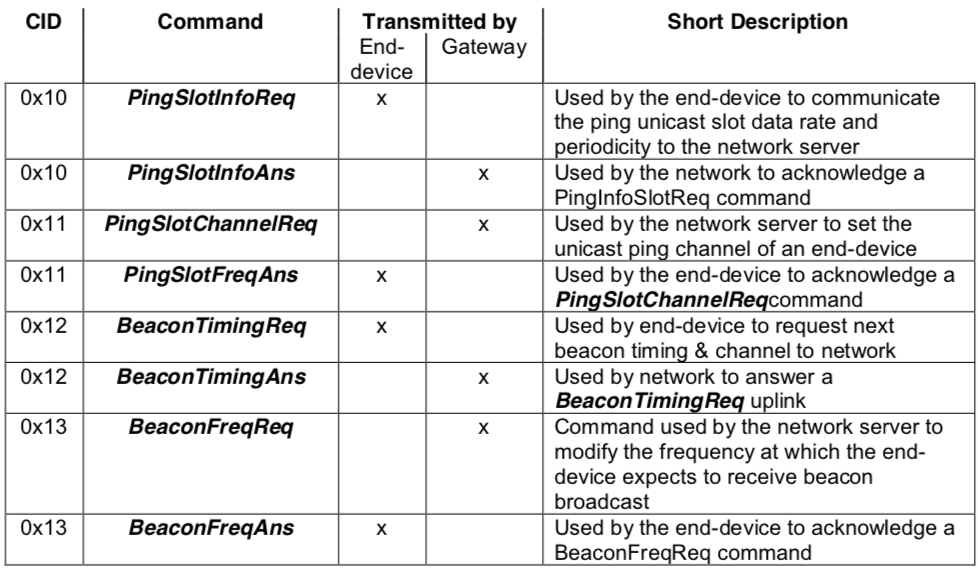 CID Command Transmitted by Short Description
End- Gateway
device
0x10 PingSlotInfoReq x Used by the end-device to communicate
the ping unicast slot data rate and
periodicity to the network server
0x10 PingSlotInfoAns x Used by the network to acknowledge a
PingInfoSlotReq command
0x11 PingSlotChannelReq x Used by the network server to set the
unicast ping channel of an end-device
0x11 PingSlotFreqAns x Used by the end-device to acknowledge a
PingSlotChannelReqcommand
0x12 BeaconTimingReq x Used by end-device to request next
beacon timing & channel to network
0x12 BeaconTimingAns x Used by network to answer a
BeaconTimingReq uplink
0x13 BeaconFreqReq x Command used by the network server to
modify the frequency at which the end-
device expects to receive beacon
broadcast
0x13 BeaconFreqAns x Used by the end-device to acknowledge a
BeaconFreqReq command